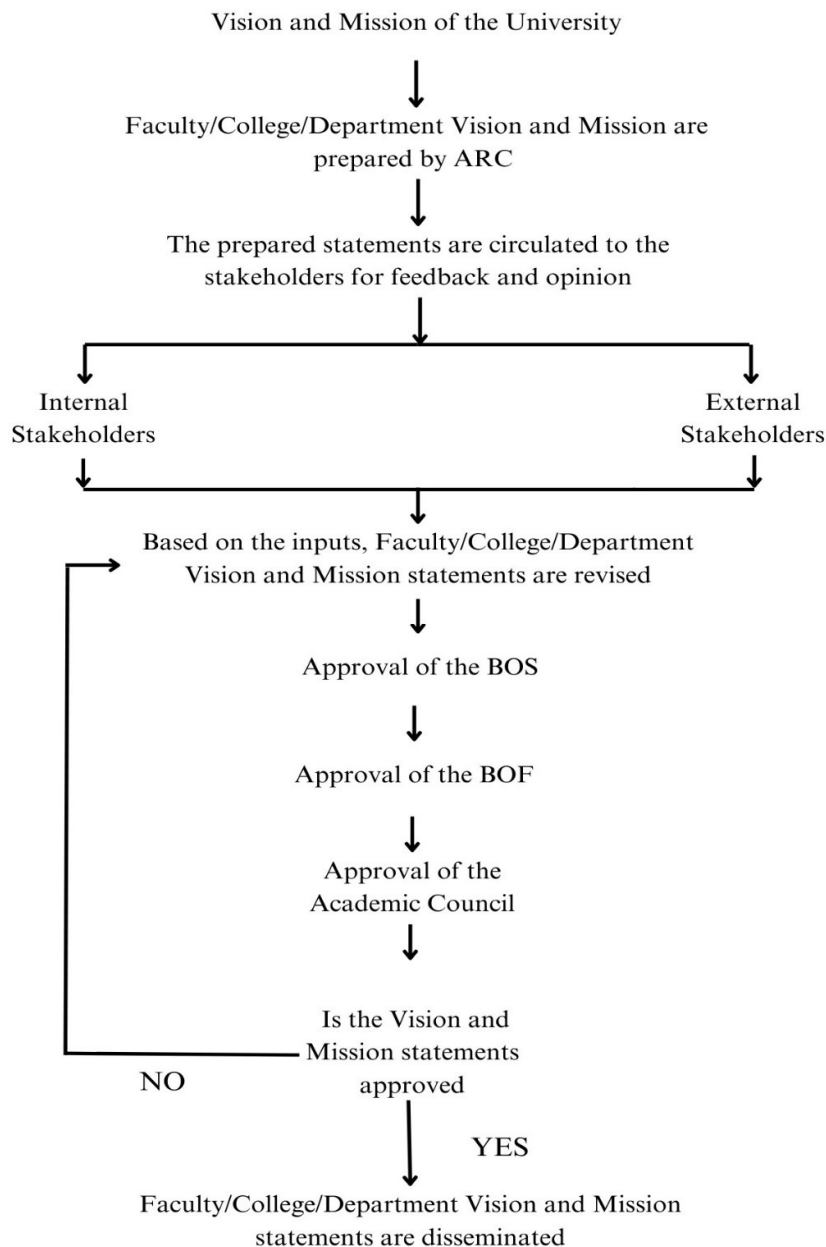 Vision and Mission of the University
Faculty/College/Department Vision and Mission are
prepared by ARC
The prepared statements are circulated to the
stakeholders for feedback and opinion
Internal
Stakeholders
External
Stakeholders
Based on the inputs, Faculty/College/Department
Vision and Mission statements are revised
Approval of the BOS
Approval of the BOF
Approval of the
Academic Council
Is the Vision and
Mission statements
approved
NO
YES
Faculty/College/Department Vision and Mission
statements are disseminated